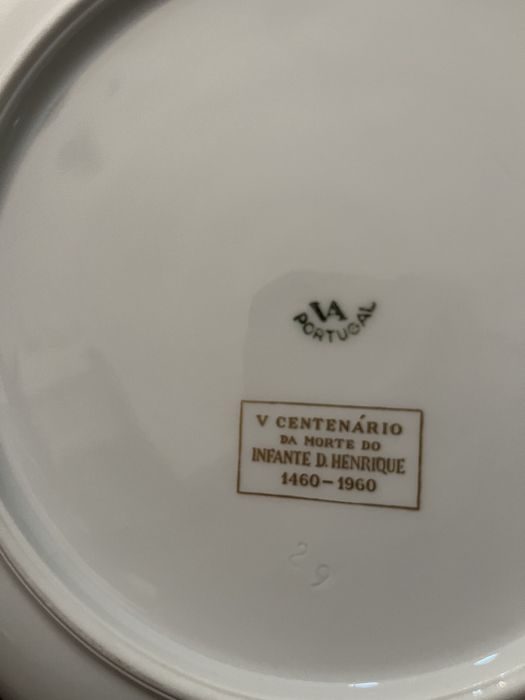 VA
PORTUGAL
V CENTENÁRIO
DA MORTE DO
INFANTE D. HENRIQUE
1460-1960
29